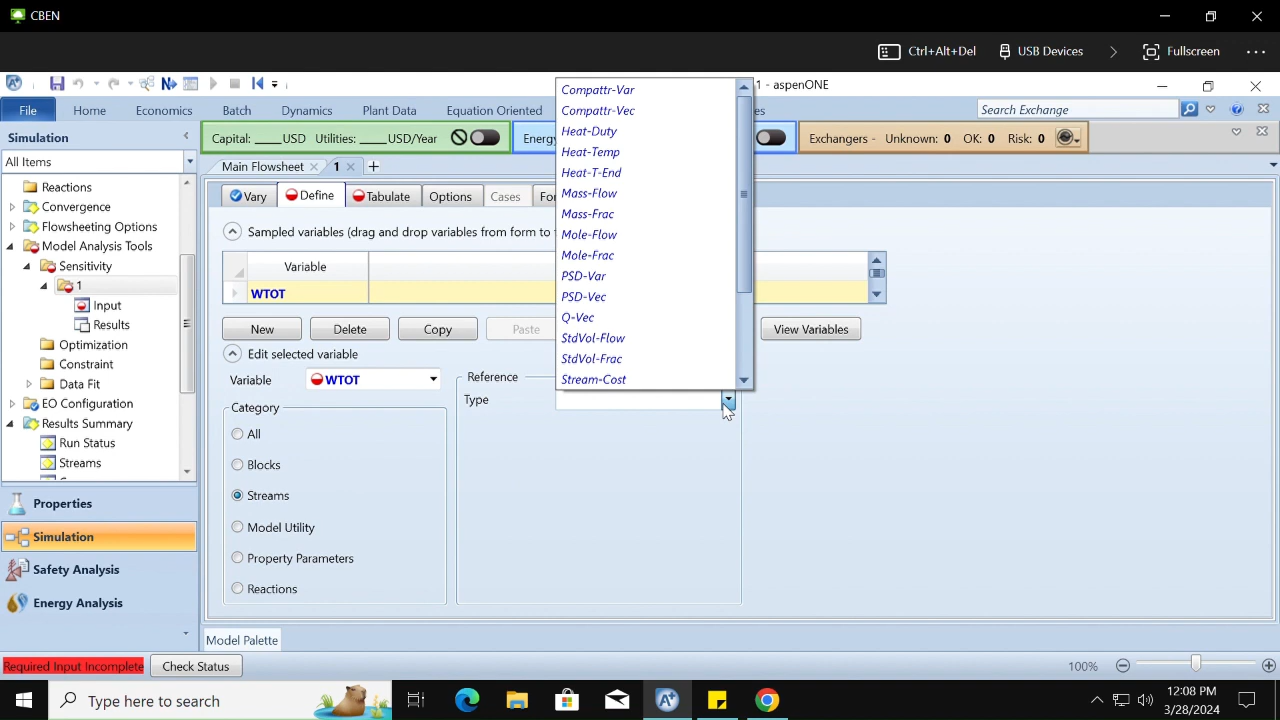 CBEN
Ctrl+Alt+Del
USB Devices
Fullscreen
1 - aspenONE
File
Home
Economics
Batch
Dynamics
Plant Data
Equation Oriented
es
Search Exchange
Simulation
Capital: ____USD Utilities: ____USD/Year
Energy
Exchangers - Unknown: 0 OK: 0 Risk: 0
All Items
Main Flowsheet
1
Reactions
Convergence
Flowsheeting Options
Model Analysis Tools
Sensitivity
1
Input
Results
Optimization
Constraint
Data Fit
EO Configuration
Results Summary
Run Status
Streams
Properties
Simulation
Safety Analysis
Energy Analysis
Vary
Define
Tabulate
Options
Cases
For
Sampled variables (drag and drop variables from form to
Variable
WTOT
New
Delete
Copy
Paste
View Variables
Edit selected variable
Variable
WTOT
Category
All
Blocks
Streams
Model Utility
Property Parameters
Reactions
Reference
Type
Compattr-Var
Compattr-Vec
Heat-Duty
Heat-Temp
Heat-T-End
Mass-Flow
Mass-Frac
Mole-Flow
Mole-Frac
PSD-Var
PSD-Vec
Q-Vec
StdVol-Flow
StdVol-Frac
Stream-Cost
Model Palette
Required Input Incomplete
Check Status
100%
Type here to search
12:08 PM
3/28/2024